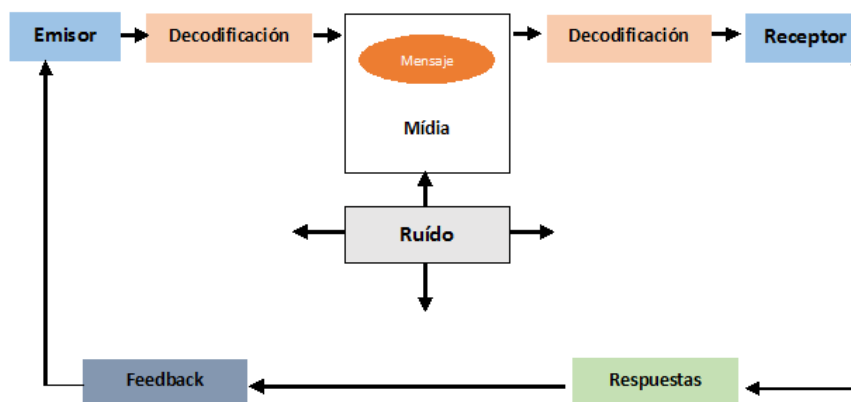 Emisor
Decodificación
Mensaje
Mídia
Decodificación
Receptor
Ruído
Feedback
Respuestas